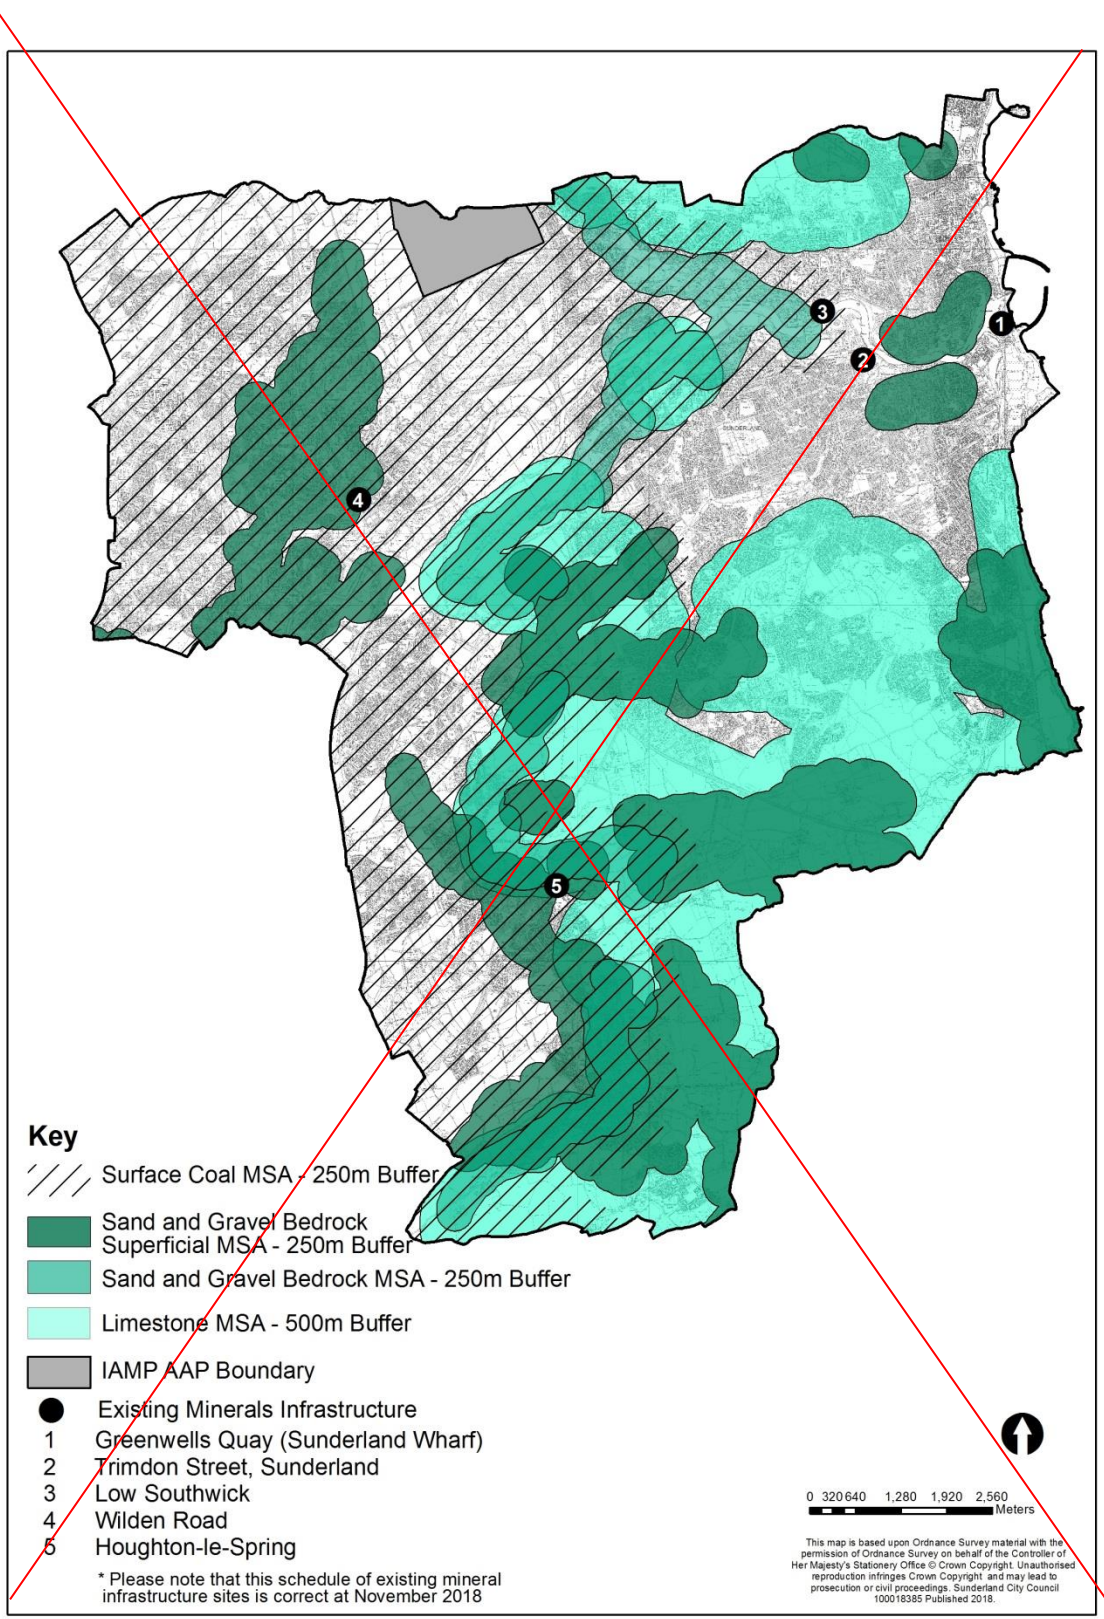 3
1
2
SUNDERLAND
4
5
Key
Surface Coal MSA - 250m Buffer
Sand and Gravel Bedrock
Superficial MSA - 250m Buffer
Sand and Gravel Bedrock MSA - 250m Buffer
Limestone MSA - 500m Buffer
IAMP AAP Boundary
Existing Minerals Infrastructure
1 Greenwells Quay (Sunderland Wharf)
2 Trimdon Street, Sunderland
3 Low Southwick
4 Wilden Road
5 Houghton-le-Spring
* Please note that this schedule of existing mineral
infrastructure sites is correct at November 2018
0 320 640 1,280 1,920 2,560
Meters
This map is based upon Ordnance Survey material with the
permission of Ordnance Survey on behalf of the Controller of
Her Majesty's Stationery Office © Crown Copyright. Unauthorised
reproduction infringes Crown Copyright and may lead to
prosecution or civil proceedings. Sunderland City Council
100018385 Published 2018.